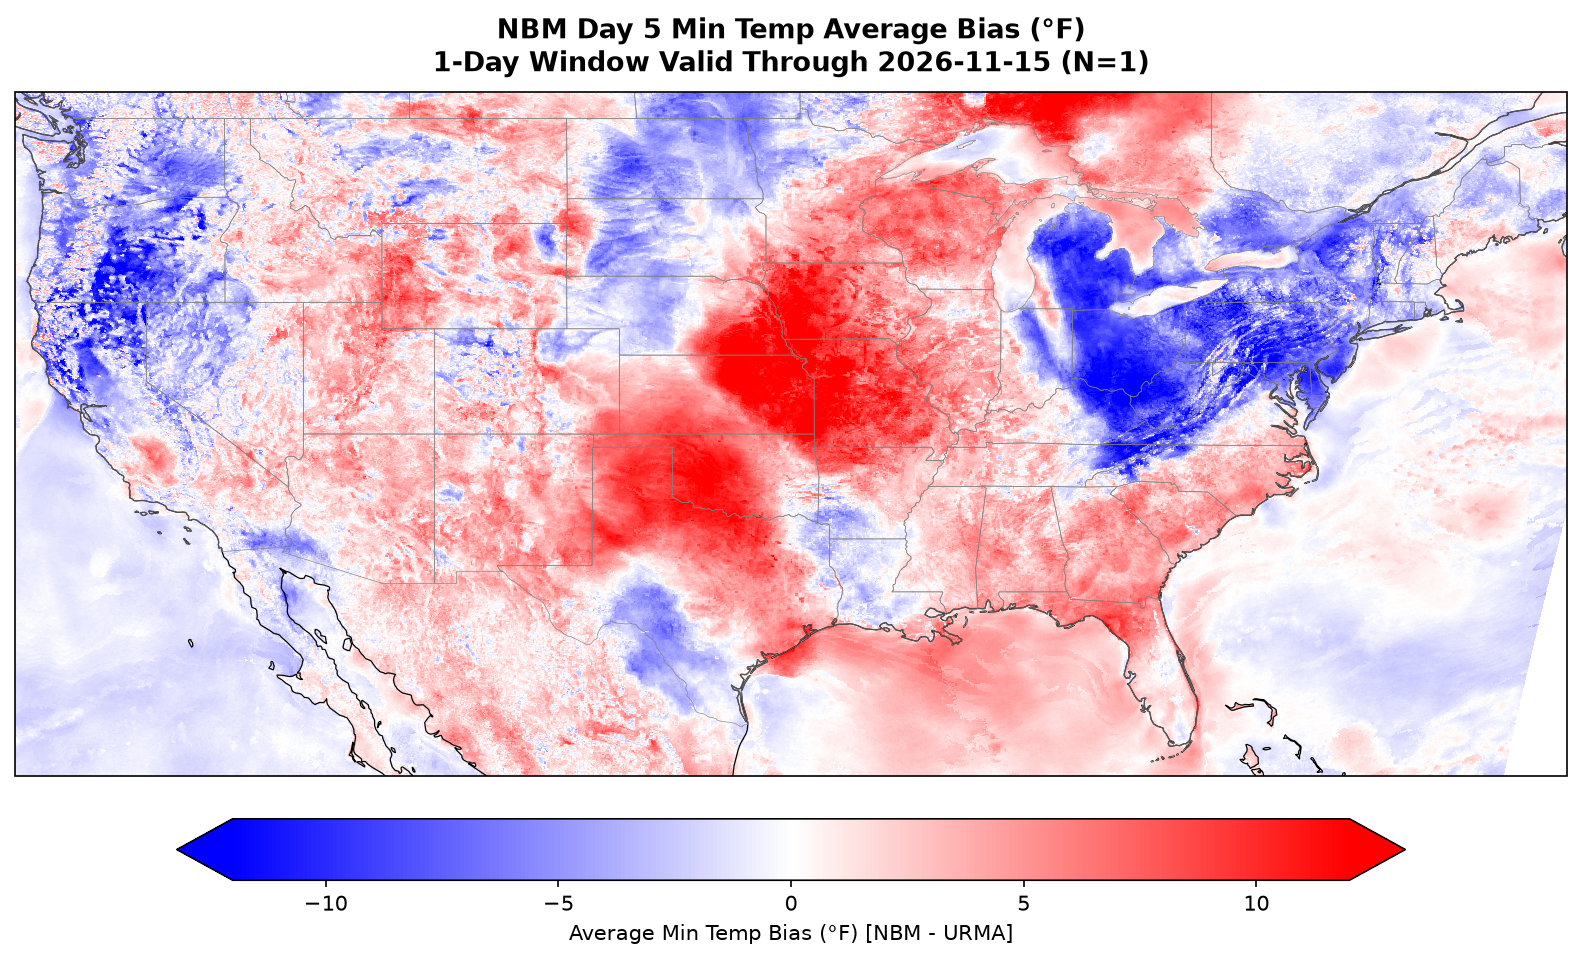 NBM Day 5 Min Temp Average Bias (°F)
1-Day Window Valid Through 2026-11-15 (N=1)
−10 −5 0 5 10
Average Min Temp Bias (°F) [NBM - URMA]